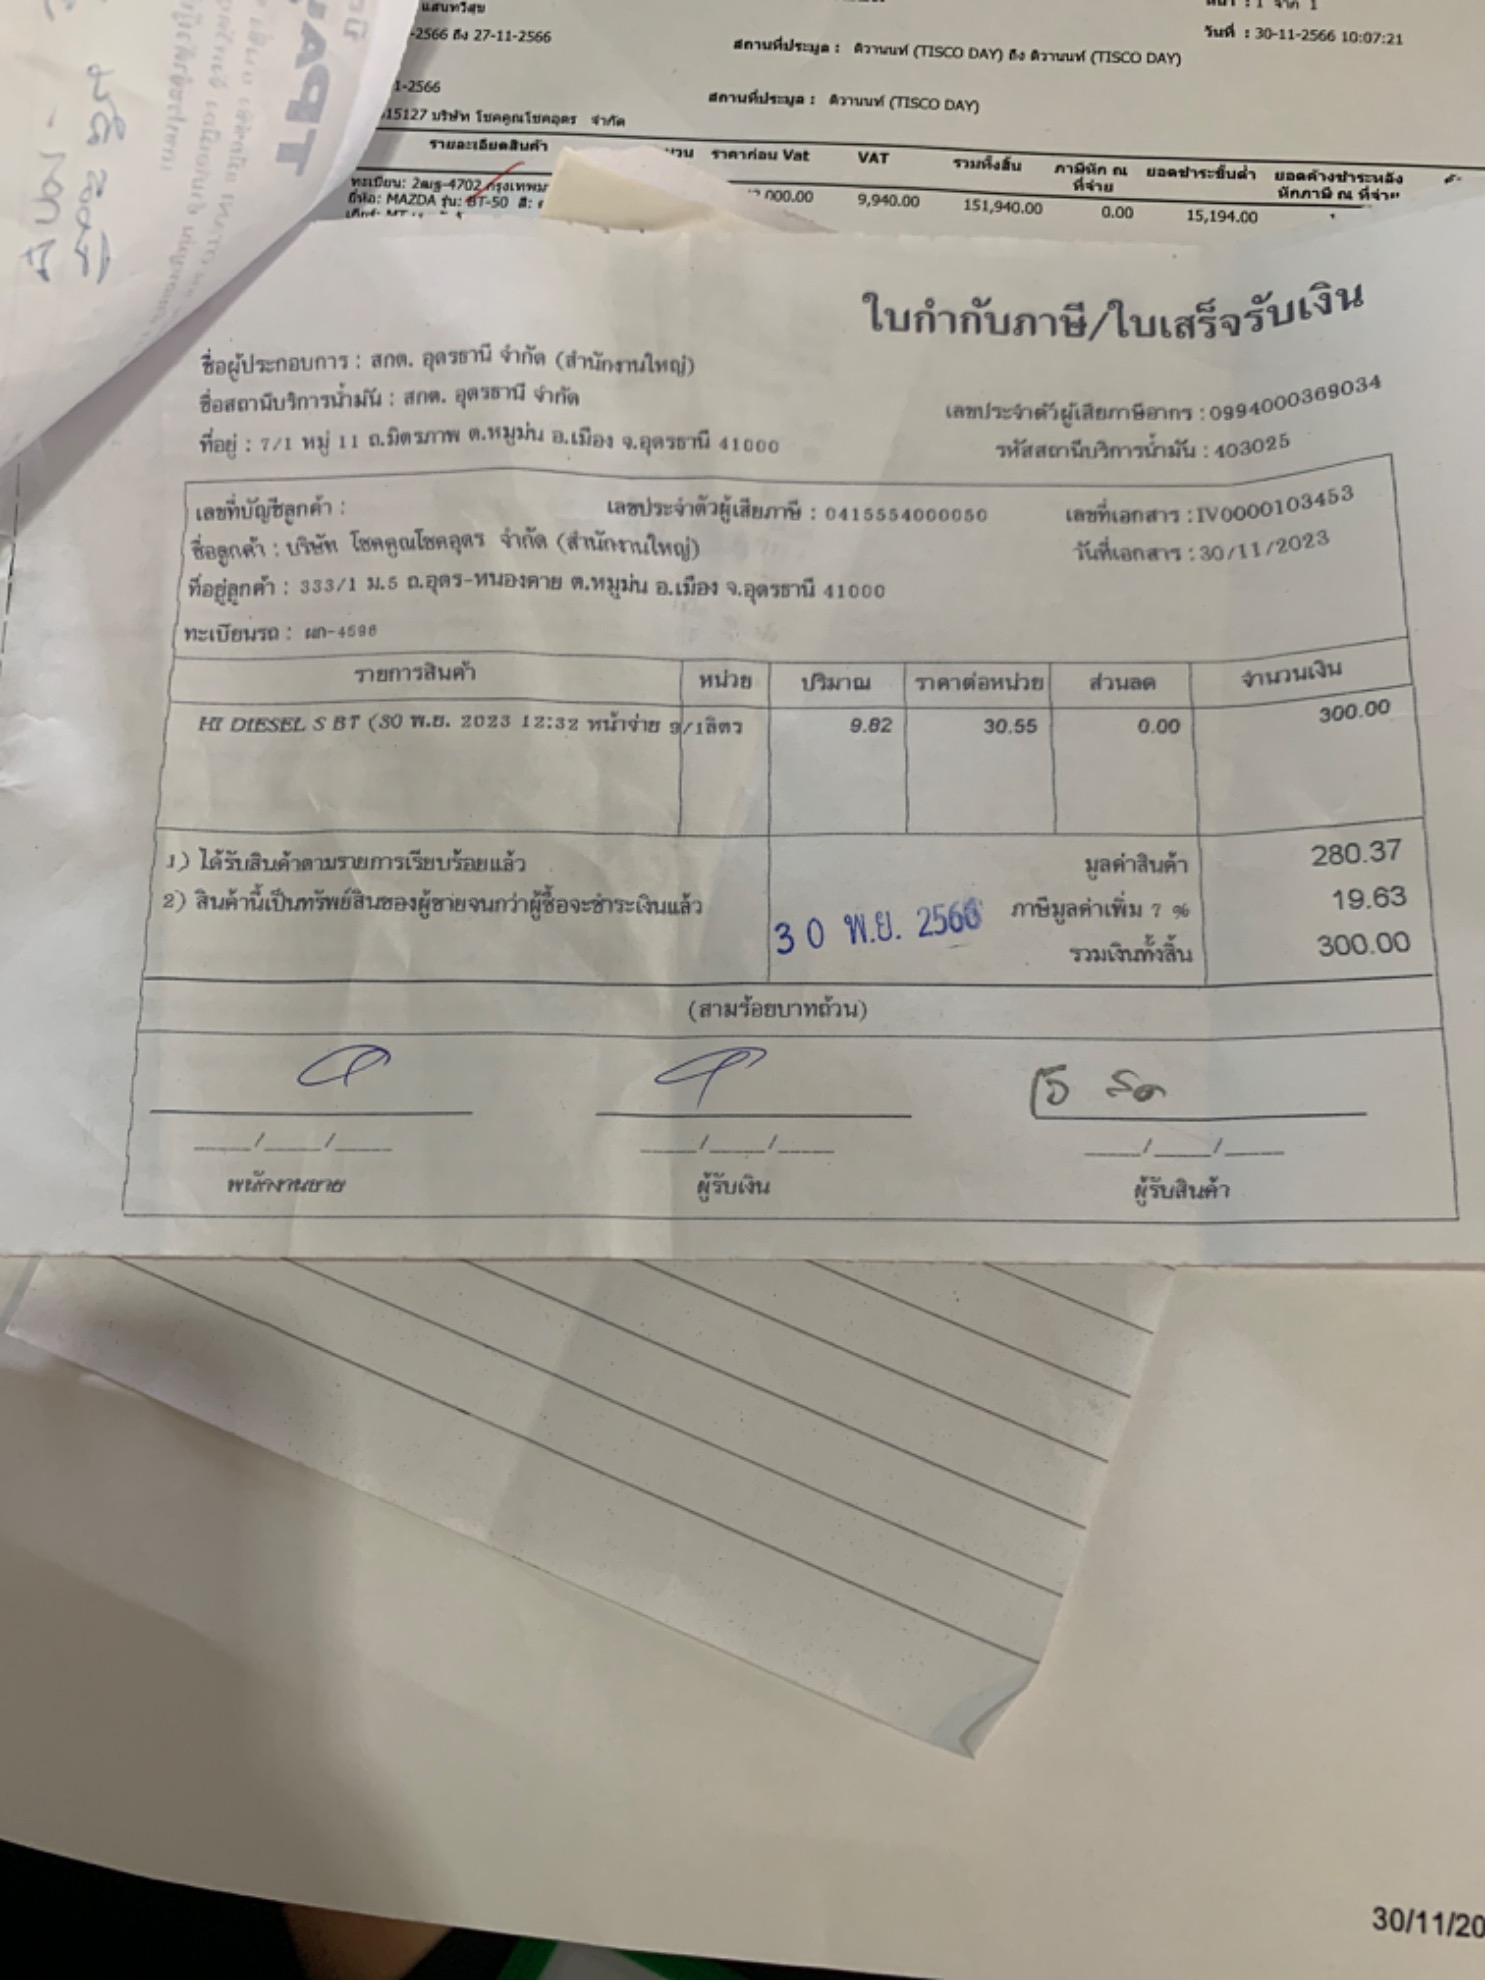 แสนทวีสุข
หน้า : 1 จาก 1
-2566 ถึง 27-11-2566
สถานที่ประมูล : ติวานนท์ (TISCO DAY) ถึง ติวานนท์ (TISCO DAY)
วันที่ : 30-11-2566 10:07:21
1-2566
สถานที่ประมูล : ติวานนท์ (TISCO DAY)
15127 บริษัท โชคคูณโชคอุดร จำกัด
รายละเอียดสินค้า ราคาก่อน Vat VAT รวมทั้งสิ้น ภาษีหัก ณ ที่จ่าย ยอดชำระขั้นต่ำ ยอดค้างชำระหลังหักภาษี ณ ที่จ่าย
ทะเบียน: 2ฒฐ-4702 กรุงเทพม
ยี่ห้อ: MAZDA รุ่น: BT-50 สี: 000.00 9,940.00 151,940.00 0.00 15,194.00
ใบกำกับภาษี/ใบเสร็จรับเงิน
ชื่อผู้ประกอบการ : สกต. อุดรธานี จำกัด (สำนักงานใหญ่)
ชื่อสถานีบริการน้ำมัน : สกต. อุดรธานี จำกัด
เลขประจำตัวผู้เสียภาษีอากร : 0994000369034
ที่อยู่ : 7/1 หมู่ 11 ถ.มิตรภาพ ต.หมูม่น อ.เมือง จ.อุดรธานี 41000
รหัสสถานีบริการน้ำมัน : 403025
เลขที่บัญชีลูกค้า : เลขประจำตัวผู้เสียภาษี : 0415554000050 เลขที่เอกสาร : IV0000103453
ชื่อลูกค้า : บริษัท โชคคูณโชคอุดร จำกัด (สำนักงานใหญ่) วันที่เอกสาร : 30/11/2023
ที่อยู่ลูกค้า : 333/1 ม.5 ถ.อุดร-หนองคาย ต.หมูม่น อ.เมือง จ.อุดรธานี 41000
ทะเบียนรถ : ผก-4598
รายการสินค้า หน่วย ปริมาณ ราคาต่อหน่วย ส่วนลด จำนวนเงิน
HI DIESEL S BT (30 พ.ย. 2023 12:32 หน้าจ่าย 9/1ลิตร 9.82 30.55 0.00 300.00
1) ได้รับสินค้าตามรายการเรียบร้อยแล้ว มูลค่าสินค้า 280.37
2) สินค้านี้เป็นทรัพย์สินของผู้ขายจนกว่าผู้ซื้อจะชำระเงินแล้ว ภาษีมูลค่าเพิ่ม 7 % 19.63
30 พ.ย. 2566
รวมเงินทั้งสิ้น 300.00
(สามร้อยบาทถ้วน)
____/____/____ ____/____/____ ____/____/____
พนักงานขาย ผู้รับเงิน ผู้รับสินค้า
30/11/20